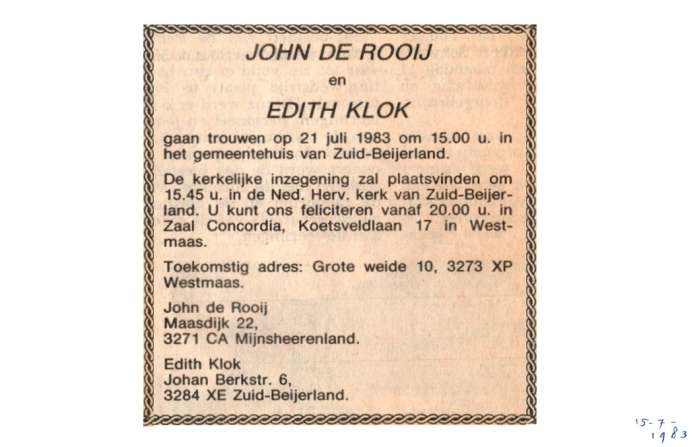 JOHN DE ROOIJ
en
EDITH KLOK
gaan trouwen op 21 juli 1983 om 15.00 u. in
het gemeentehuis van Zuid-Beijerland.
De kerkelijke inzegening zal plaatsvinden om
15.45 u. in de Ned. Herv. kerk van Zuid-Beijer-
land. U kunt ons feliciteren vanaf 20.00 u. in
Zaal Concordia, Koetsveldlaan 17 in West-
maas.
Toekomstig adres: Grote weide 10, 3273 XP
Westmaas.
John de Rooij
Maasdijk 22,
3271 CA Mijnsheerenland.
Edith Klok
Johan Berkstr. 6,
3284 XE Zuid-Beijerland.
15-7-
1983